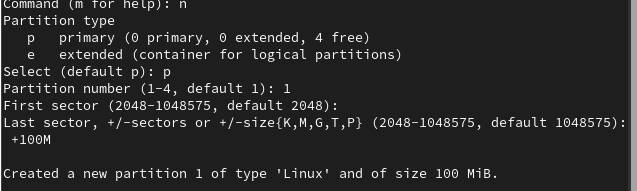 Command (m for help): n
Partition type
   p   primary (0 primary, 0 extended, 4 free)
   e   extended (container for logical partitions)
Select (default p): p
Partition number (1-4, default 1): 1
First sector (2048-1048575, default 2048):
Last sector, +/-sectors or +/-size{K,M,G,T,P} (2048-1048575, default 1048575):
 +100M

Created a new partition 1 of type 'Linux' and of size 100 MiB.